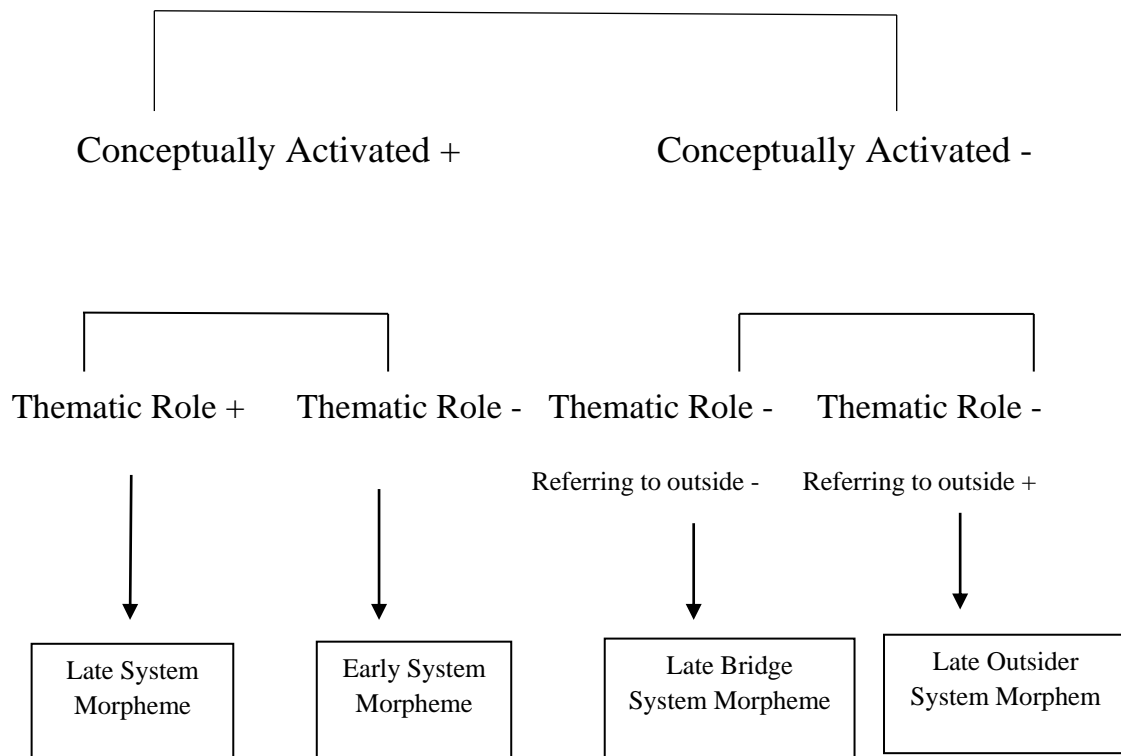 Conceptually Activated +
Conceptually Activated -
Thematic Role +
Thematic Role -
Thematic Role -
Thematic Role -
Referring to outside -
Referring to outside +
Late System
Morpheme
Early System
Morpheme
Late Bridge
System Morpheme
Late Outsider
System Morphem